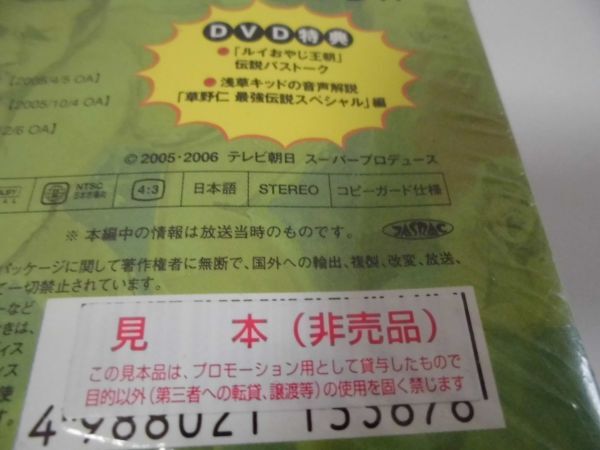 DVD特典
●「ルイおやじ王朝」
伝説バストーク
【2005/4/5 OA】
●浅草キッドの音声解説
【2005/10/4 OA】
「草野仁 最強伝説スペシャル」編
2/6 OA】
©2005・2006 テレビ朝日 スーパープロデュース
NTSC
日本市場向
4:3
日本語
STEREO
コピーガード仕様
※ 本編中の情報は放送当時のものです。
JASRAC
パッケージに関して著作権者に無断で、国外への輸出、複製、改変、放送、
一切禁止されています。
見 本（非売品）
この見本品は、プロモーション用として貸与したもので
目的以外（第三者への転貸、譲渡等）の使用を固く禁じます
4 988021 133876